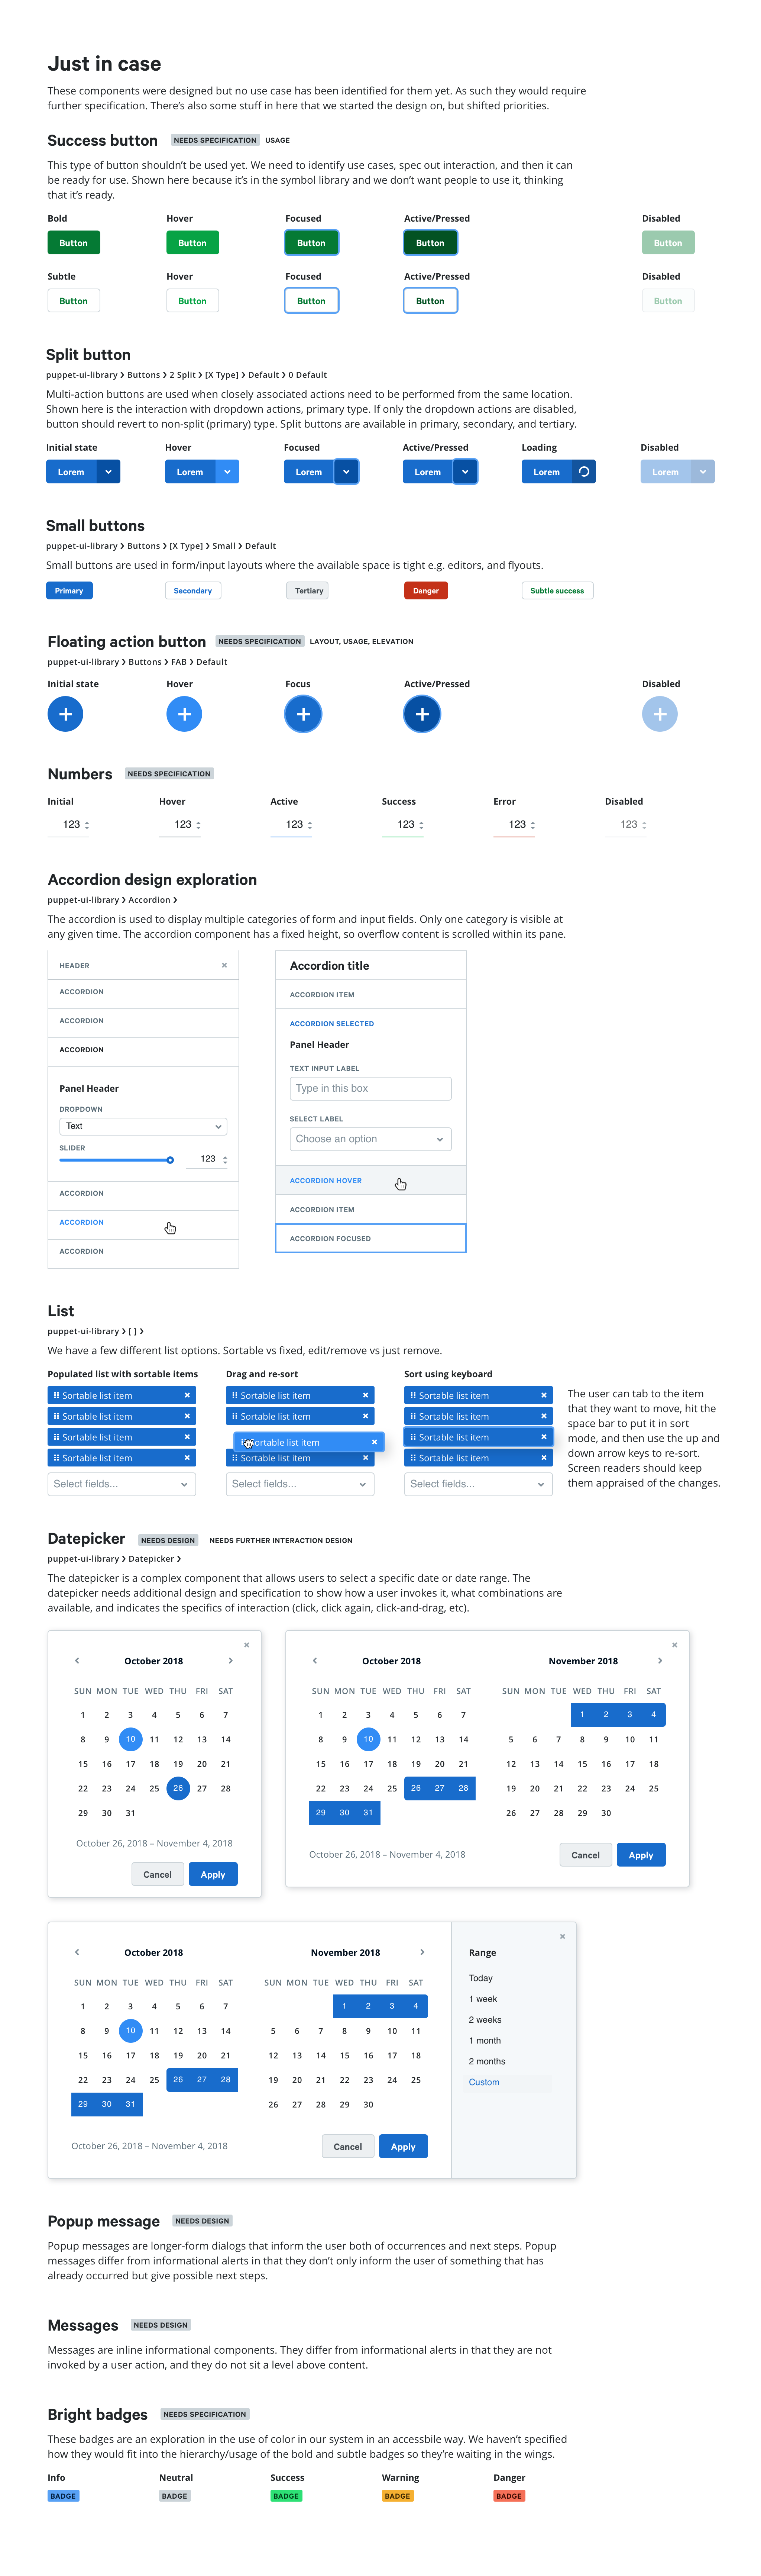 Just in case
These components were designed but no use case has been identified for them yet. As such they would require
further specification. There's also some stuff in here that we started the design on, but shifted priorities.
Success button NEEDS SPECIFICATION USAGE
This type of button shouldn't be used yet. We need to identify use cases, spec out interaction, and then it can
be ready for use. Shown here because it's in the symbol library and we don't want people to use it, thinking
that it's ready.
Bold Hover Focused Active/Pressed Disabled
Button Button Button Button Button
Subtle Hover Focused Active/Pressed Disabled
Button Button Button Button Button
Split button
puppet-ui-library > Buttons > 2 Split > [X Type] > Default > 0 Default
Multi-action buttons are used when closely associated actions need to be performed from the same location.
Shown here is the interaction with dropdown actions, primary type. If only the dropdown actions are disabled,
button should revert to non-split (primary) type. Split buttons are available in primary, secondary, and tertiary.
Initial state Hover Focused Active/Pressed Loading Disabled
Lorem Lorem Lorem Lorem Lorem Lorem
Small buttons
puppet-ui-library > Buttons > [X Type] > Small > Default
Small buttons are used in form/input layouts where the available space is tight e.g. editors, and flyouts.
Primary Secondary Tertiary Danger Subtle success
Floating action button NEEDS SPECIFICATION LAYOUT, USAGE, ELEVATION
puppet-ui-library > Buttons > FAB > Default
Initial state Hover Focus Active/Pressed Disabled
Numbers NEEDS SPECIFICATION
Initial Hover Active Success Error Disabled
123 123 123 123 123 123
Accordion design exploration
puppet-ui-library > Accordion >
The accordion is used to display multiple categories of form and input fields. Only one category is visible at
any given time. The accordion component has a fixed height, so overflow content is scrolled within its pane.
HEADER ×
ACCORDION
ACCORDION
ACCORDION
Panel Header
DROPDOWN
Text
SLIDER
123
ACCORDION
ACCORDION
ACCORDION
Accordion title
ACCORDION ITEM
ACCORDION SELECTED
Panel Header
TEXT INPUT LABEL
Type in this box
SELECT LABEL
Choose an option
ACCORDION HOVER
ACCORDION ITEM
ACCORDION FOCUSED
List
puppet-ui-library > [ ] >
We have a few different list options. Sortable vs fixed, edit/remove vs just remove.
Populated list with sortable items
Sortable list item ×
Sortable list item ×
Sortable list item ×
Sortable list item ×
Select fields...
Drag and re-sort
Sortable list item ×
Sortable list item ×
Sortable list item ×
Sortable list item ×
Select fields...
Sort using keyboard
Sortable list item ×
Sortable list item ×
Sortable list item ×
Sortable list item ×
Select fields...
The user can tab to the item
that they want to move, hit the
space bar to put it in sort
mode, and then use the up and
down arrow keys to re-sort.
Screen readers should keep
them appraised of the changes.
Datepicker NEEDS DESIGN NEEDS FURTHER INTERACTION DESIGN
puppet-ui-library > Datepicker >
The datepicker is a complex component that allows users to select a specific date or date range. The
datepicker needs additional design and specification to show how a user invokes it, what combinations are
available, and indicates the specifics of interaction (click, click again, click-and-drag, etc).
×
< October 2018 >
SUN MON TUE WED THU FRI SAT
1 2 3 4 5 6 7
8 9 10 11 12 13 14
15 16 17 18 19 20 21
22 23 24 25 26 27 28
29 30 31
October 26, 2018 – November 4, 2018
Cancel Apply
×
< October 2018
SUN MON TUE WED THU FRI SAT
1 2 3 4 5 6 7
8 9 10 11 12 13 14
15 16 17 18 19 20 21
22 23 24 25 26 27 28
29 30 31
November 2018 >
SUN MON TUE WED THU FRI SAT
1 2 3 4
5 6 7 8 9 10 11
12 13 14 15 16 17 18
19 20 21 22 23 24 25
26 27 28 29 30
October 26, 2018 – November 4, 2018
Cancel Apply
< October 2018
SUN MON TUE WED THU FRI SAT
1 2 3 4 5 6 7
8 9 10 11 12 13 14
15 16 17 18 19 20 21
22 23 24 25 26 27 28
29 30 31
November 2018 >
SUN MON TUE WED THU FRI SAT
1 2 3 4
5 6 7 8 9 10 11
12 13 14 15 16 17 18
19 20 21 22 23 24 25
26 27 28 29 30
October 26, 2018 – November 4, 2018
Cancel Apply
×
Range
Today
1 week
2 weeks
1 month
2 months
Custom
Popup message NEEDS DESIGN
Popup messages are longer-form dialogs that inform the user both of occurrences and next steps. Popup
messages differ from informational alerts in that they don't only inform the user of something that has
already occurred but give possible next steps.
Messages NEEDS DESIGN
Messages are inline informational components. They differ from informational alerts in that they are not
invoked by a user action, and they do not sit a level above content.
Bright badges NEEDS SPECIFICATION
These badges are an exploration in the use of color in our system in an accessbile way. We haven't specified
how they would fit into the hierarchy/usage of the bold and subtle badges so they're waiting in the wings.
Info Neutral Success Warning Danger
BADGE BADGE BADGE BADGE BADGE